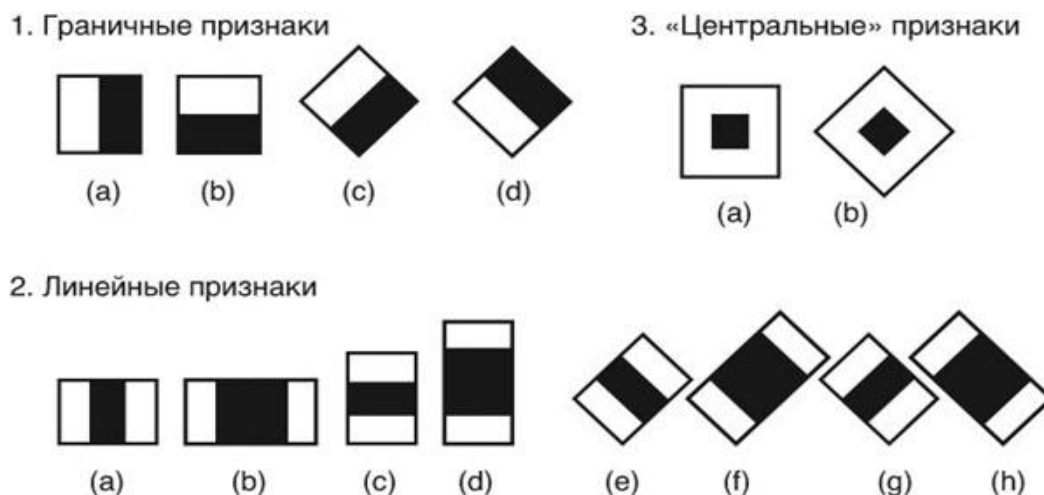 1. Граничные признаки
(a) (b) (c) (d)
3. «Центральные» признаки
(a) (b)
2. Линейные признаки
(a) (b) (c) (d) (e) (f) (g) (h)